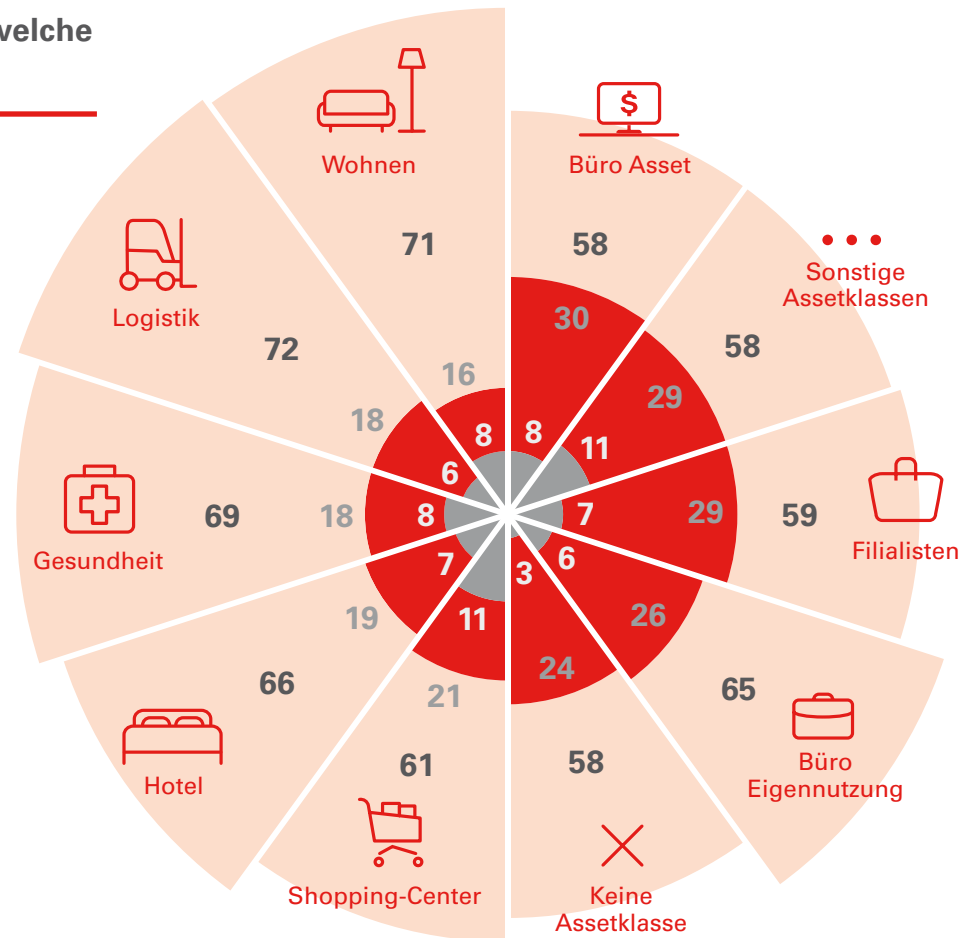 welche
Wohnen
71
16
8
$
Büro Asset
58
30
8
Sonstige
Assetklassen
58
29
11
Filialisten
59
29
7
Büro
Eigennutzung
65
26
6
Keine
Assetklasse
58
24
3
Shopping-Center
61
21
11
Hotel
66
19
7
Gesundheit
69
18
8
Logistik
72
18
6